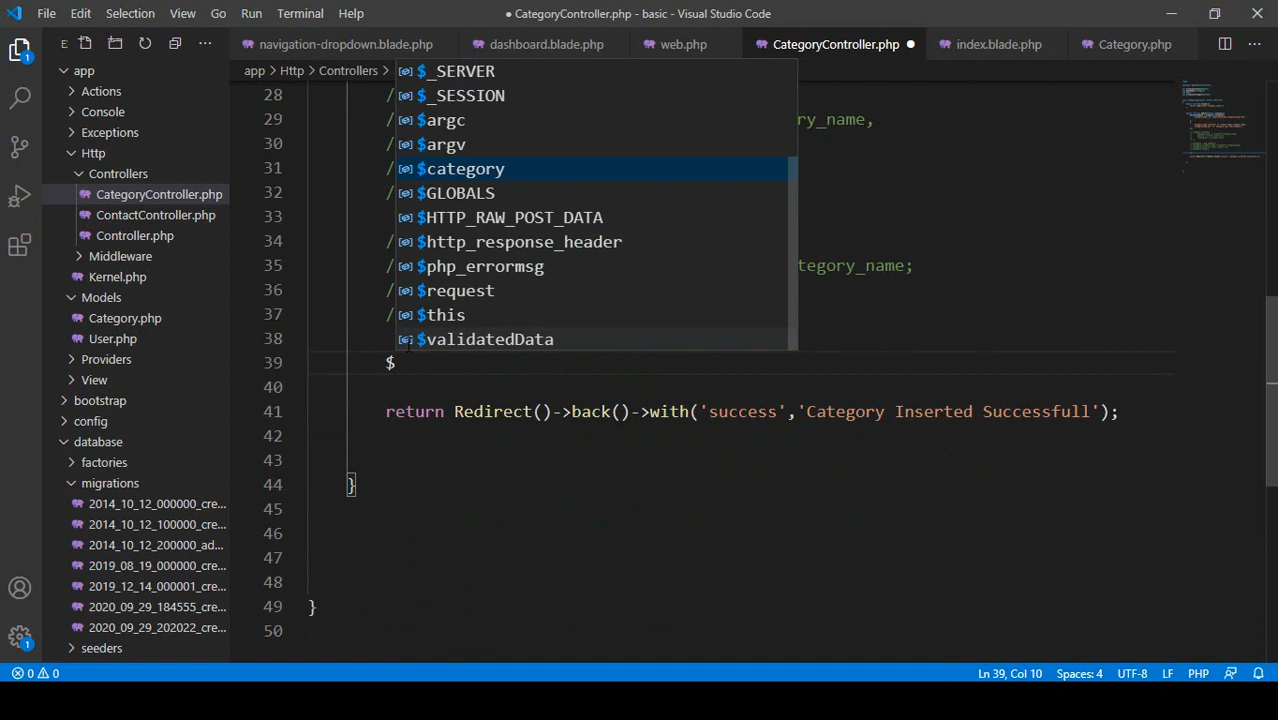 File Edit Selection View Go Run Terminal Help
● CategoryController.php - basic - Visual Studio Code
E
navigation-dropdown.blade.php
dashboard.blade.php
web.php
CategoryController.php ●
index.blade.php
Category.php
app > Http > Controllers >
1
app
Actions
Console
Exceptions
Http
Controllers
CategoryController.php
ContactController.php
Controller.php
Middleware
Kernel.php
Models
Category.php
User.php
Providers
View
bootstrap
config
database
factories
migrations
2014_10_12_000000_cre...
2014_10_12_100000_cre...
2014_10_12_200000_ad...
2019_08_19_000000_cre...
2019_12_14_000001_cre...
2020_09_29_184555_cre...
2020_09_29_202022_cre...
seeders
1
$_SERVER
$_SESSION
$argc
$argv
$category
$GLOBALS
$HTTP_RAW_POST_DATA
$http_response_header
$php_errormsg
$request
$this
$validatedData
28 /
29 / ry_name,
30 /
31 /
32 /
33 /
34 /
35 / tegory_name;
36 /
37 /
38
39 $
40
41 return Redirect()->back()->with('success','Category Inserted Successfull');
42
43
44 }
45
46
47
48
49 }
50
0 0
Ln 39, Col 10 Spaces: 4 UTF-8 LF PHP